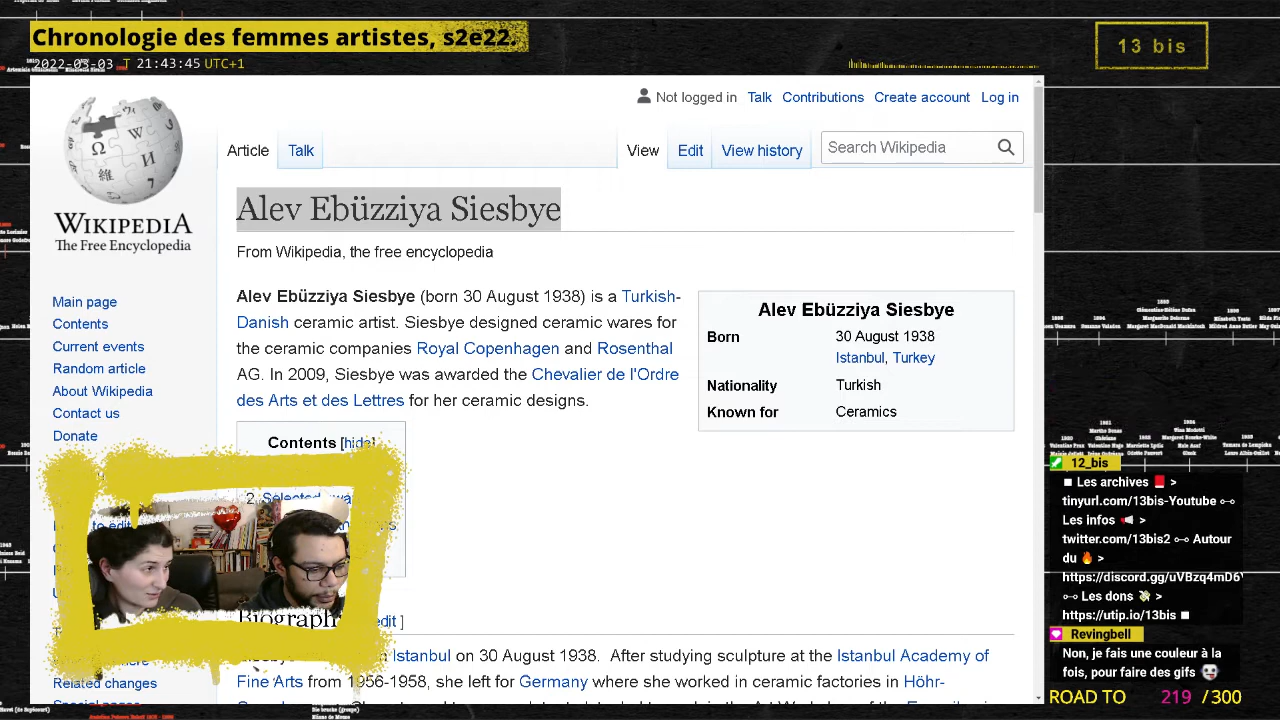 Chronologie des femmes artistes, s2e22.
2022-03-03 T 21:43:45 UTC+1
13 bis
Not logged in Talk Contributions Create account Log in
Article Talk View Edit View history Search Wikipedia
WIKIPEDIA
The Free Encyclopedia
Alev Ebüzziya Siesbye
From Wikipedia, the free encyclopedia
Main page
Contents
Current events
Random article
About Wikipedia
Contact us
Donate
Related changes
Alev Ebüzziya Siesbye (born 30 August 1938) is a Turkish-
Danish ceramic artist. Siesbye designed ceramic wares for
the ceramic companies Royal Copenhagen and Rosenthal
AG. In 2009, Siesbye was awarded the Chevalier de l'Ordre
des Arts et des Lettres for her ceramic designs.
Alev Ebüzziya Siesbye
Born 30 August 1938
Istanbul, Turkey
Nationality Turkish
Known for Ceramics
Contents [hide]
2 Selected
Istanbul on 30 August 1938. After studying sculpture at the Istanbul Academy of
Fine Arts from 1956-1958, she left for Germany where she worked in ceramic factories in Höhr-
12_bis
Les archives >
tinyurl.com/13bis-Youtube
Les infos >
twitter.com/13bis2 Autour
du >
https://discord.gg/uVBzq4mD6
Les dons >
https://utip.io/13bis
Revingbell
Non, je fais une couleur à la
fois, pour faire des gifs
ROAD TO 219 /300